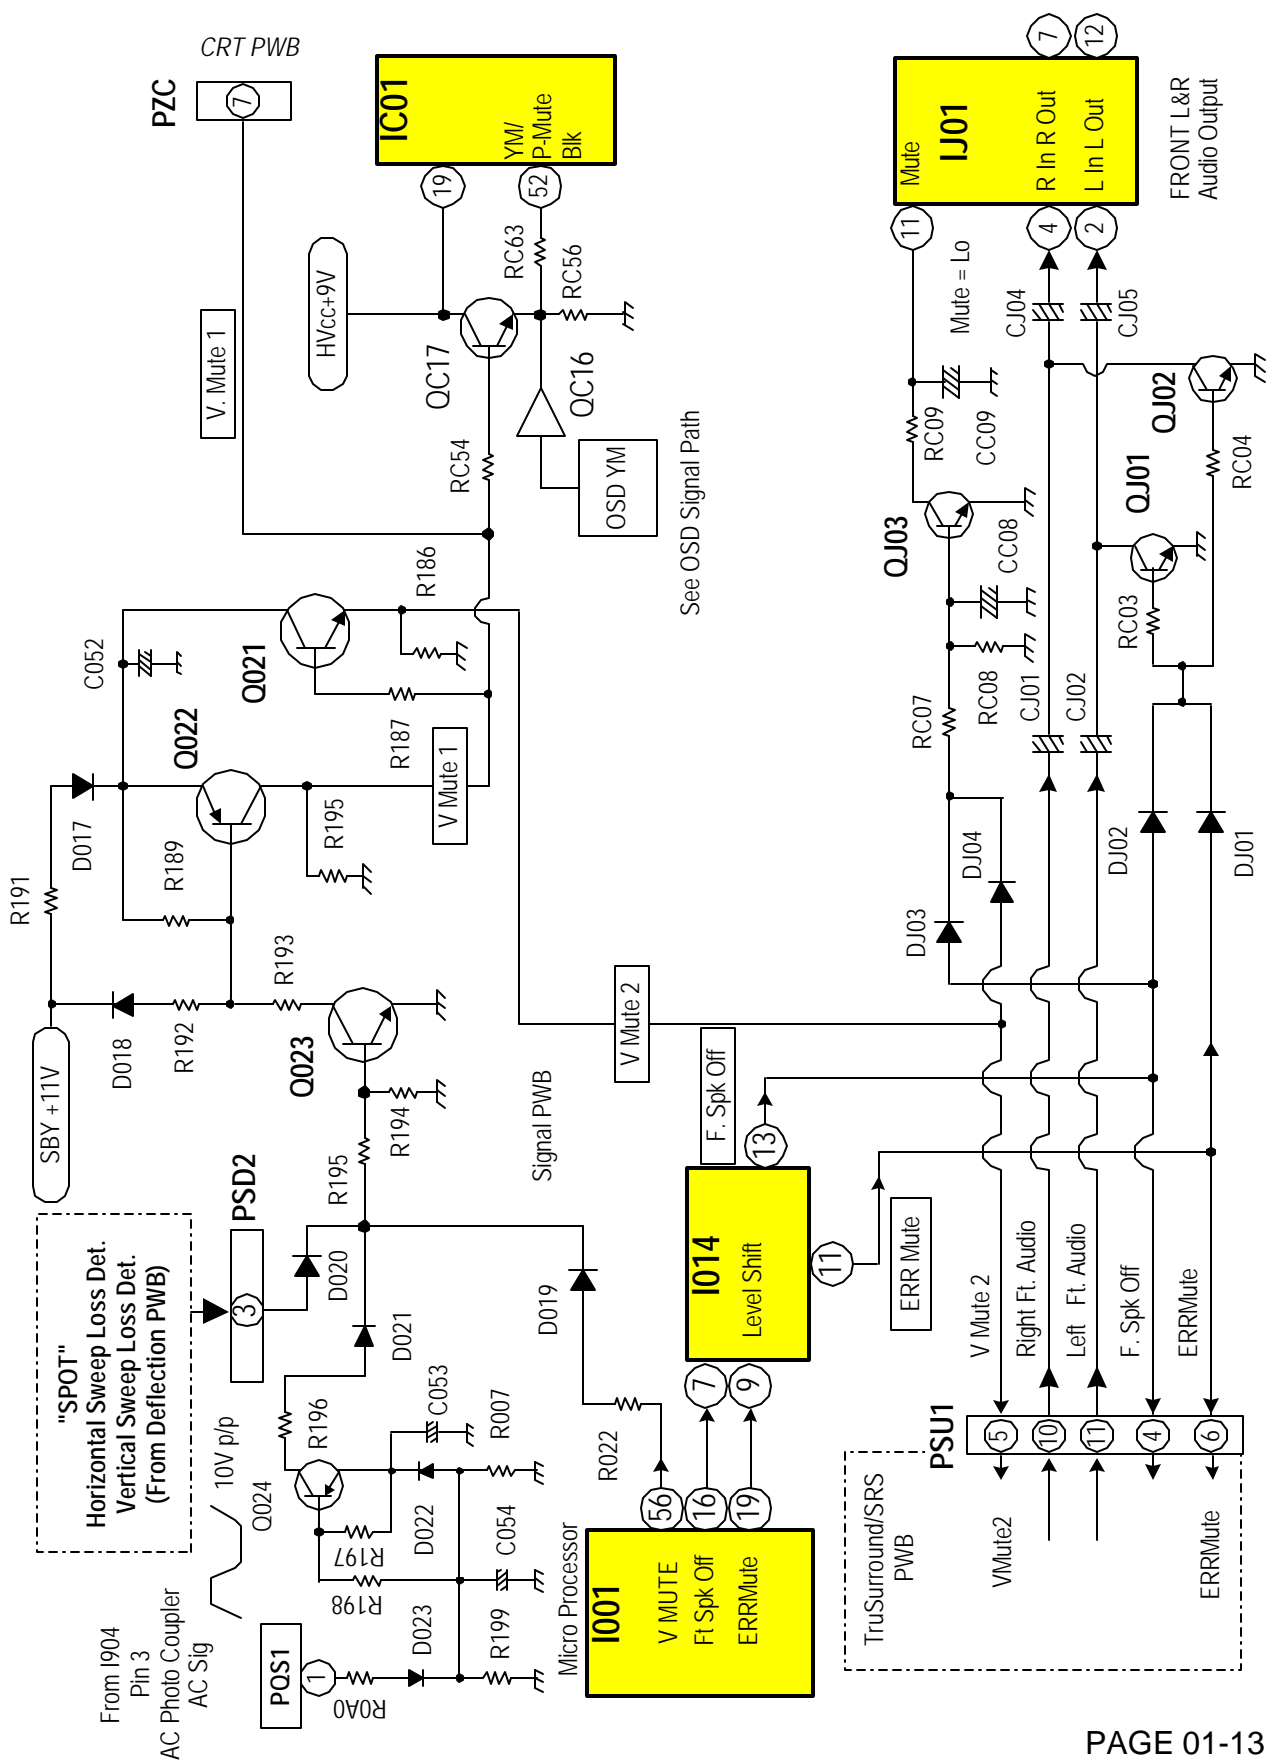 CRT PWB
PZC
7
V. Mute 1
HVcc+9V
IC01
YM/
P-Mute
Blk
19
52
RC63
RC56
QC17
QC16
RC54
OSD YM
See OSD Signal Path
SBY +11V
R191
D017
D018
R192
R189
R193
Q022
C052
Q021
R187
R186
R195
V Mute 1
Q023
R194
R195
Signal PWB
V Mute 2
"SPOT"
Horizontal Sweep Loss Det.
Vertical Sweep Loss Det.
(From Deflection PWB)
PSD2
3
D020
D021
D019
R022
From I904
Pin 3
AC Photo Coupler
AC Sig
10V p/p
PQS1
1
R0A0
D023
R199
R198
R197
Q024
R196
D022
C053
C054
R007
Micro Processor
I001
V MUTE
Ft Spk Off
ERRMute
56
16
19
I014
Level Shift
7
9
13
11
F. Spk Off
ERR Mute
IJ01
Mute
R In R Out
L In L Out
11
4
2
7
12
FRONT L&R
Audio Output
Mute = Lo
RC09
CC09
QJ03
CC08
RC08
RC07
CJ04
CJ05
QJ02
QJ01
RC04
RC03
CJ01
CJ02
DJ04
DJ03
DJ02
DJ01
V Mute 2
Right Ft. Audio
Left Ft. Audio
F. Spk Off
ERRMute
PSU1
5
10
11
4
6
TruSurround/SRS
PWB
VMute2
ERRMute
PAGE 01-13